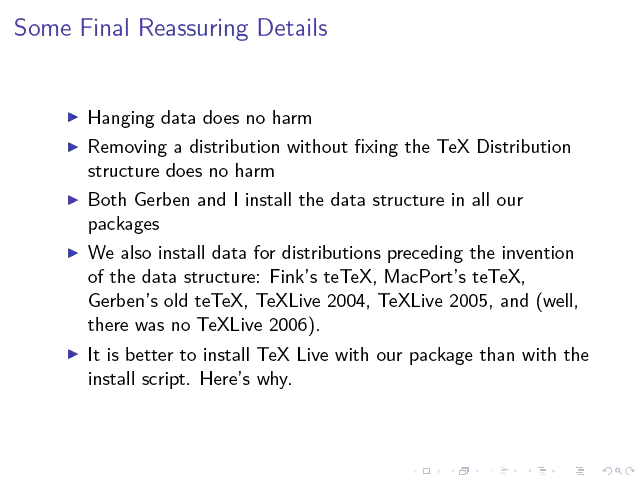 Some Final Reassuring Details
Hanging data does no harm
Removing a distribution without fixing the TeX Distribution
structure does no harm
Both Gerben and I install the data structure in all our
packages
We also install data for distributions preceding the invention
of the data structure: Fink's teTeX, MacPort's teTeX,
Gerben's old teTeX, TeXLive 2004, TeXLive 2005, and (well,
there was no TeXLive 2006).
It is better to install TeX Live with our package than with the
install script. Here's why.